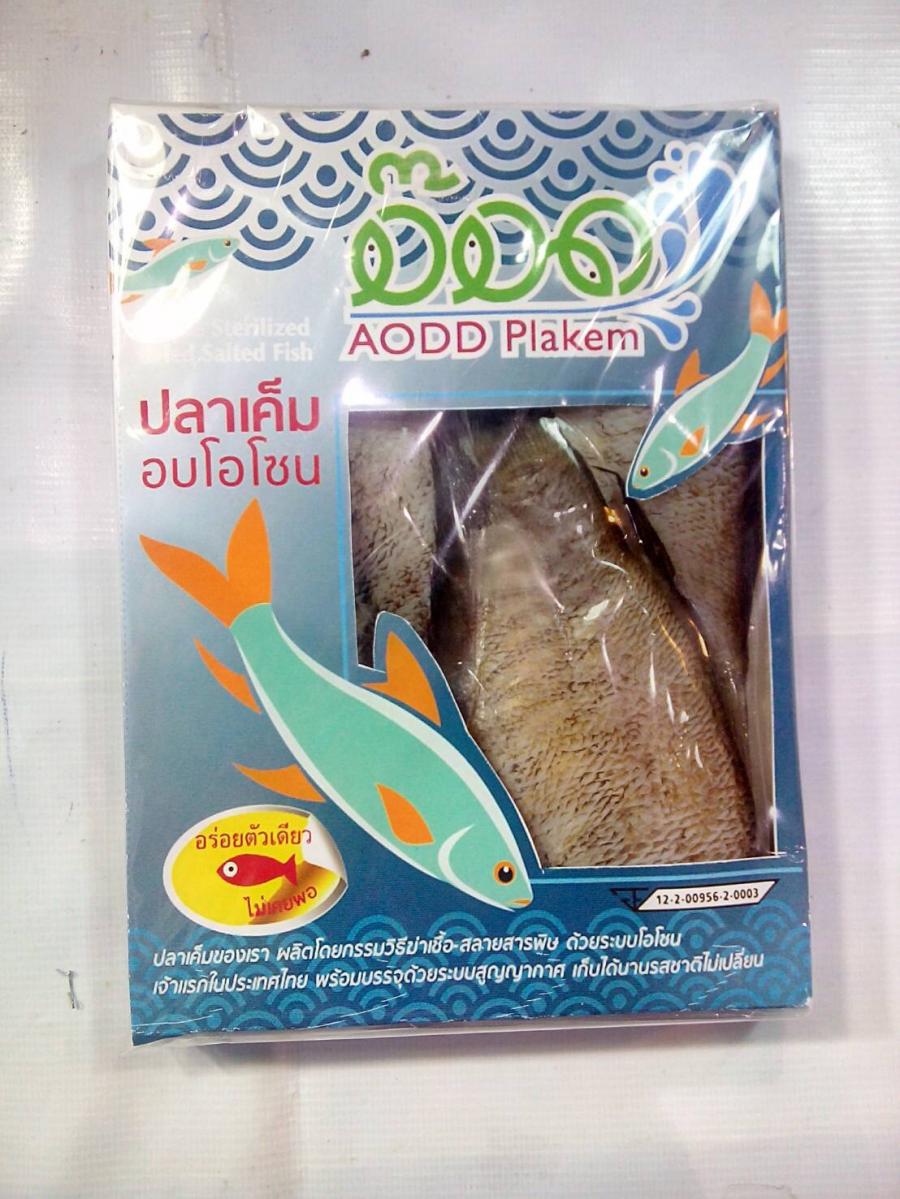 อ๊อด
AODD Plakem
Sterilized
Salted Fish
ปลาเค็ม
อบโอโซน
อร่อยตัวเดียว
ไม่เคยพอ
12-2-00956-2-0003
ปลาเค็มของเรา ผลิตโดยกรรมวิธีฆ่าเชื้อ-สลายสารพิษ ด้วยระบบโอโซน
เจ้าแรกในประเทศไทย พร้อมบรรจุด้วยระบบสูญญากาศ เก็บได้นานรสชาติไม่เปลี่ยน